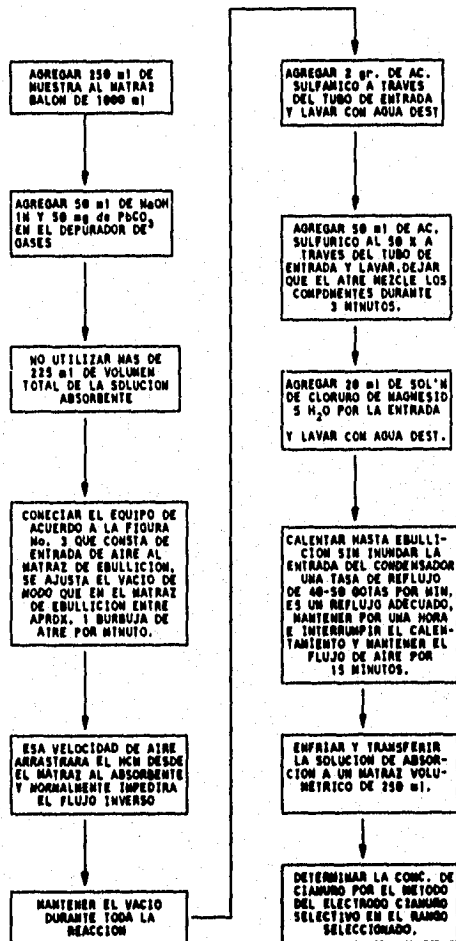 AGREGAR 250 ml DE
MUESTRA AL MATRAZ
BALON DE 1000 ml
AGREGAR 50 ml DE NaOH
1N Y 50 mg de PbCO3
EN EL DEPURADOR DE
GASES
NO UTILIZAR MAS DE
225 ml DE VOLUMEN
TOTAL DE LA SOLUCION
ABSORBENTE
CONECTAR EL EQUIPO DE
ACUERDO A LA FIGURA
No. 3 QUE CONSTA DE
ENTRADA DE AIRE AL
MATRAZ DE EBULLICION,
SE AJUSTA EL VACIO DE
MODO QUE EN EL MATRAZ
DE EBULLICION ENTRE
APROX. 1 BURBUJA DE
AIRE POR MINUTO.
ESA VELOCIDAD DE AIRE
ARRASTRARA EL HCN DESDE
EL MATRAZ AL ABSORBENTE
Y NORMALMENTE IMPEDIRA
EL FLUJO INVERSO
MANTENER EL VACIO
DURANTE TODA LA
REACCION
AGREGAR 2 gr. DE AC.
SULFAMICO A TRAVES
DEL TUBO DE ENTRADA
Y LAVAR CON AGUA DEST
AGREGAR 50 ml DE AC.
SULFURICO AL 50 % A
TRAVES DEL TUBO DE
ENTRADA Y LAVAR.DEJAR
QUE EL AIRE MEZCLE LOS
COMPONENTES DURANTE
3 MINUTOS.
AGREGAR 20 ml DE SOL'N
DE CLORURO DE MAGNESIO
5 H2O POR LA ENTRADA
Y LAVAR CON AGUA DEST.
CALENTAR HASTA EBULLI-
CION SIN INUNDAR LA
ENTRADA DEL CONDENSADOR
UNA TASA DE REFLUJO
DE 40-50 GOTAS POR MIN.
ES UN REFLUJO ADECUADO,
MANTENER POR UNA HORA
E INTERRUMPIR EL CALEN-
TAMIENTO Y MANTENER EL
FLUJO DE AIRE POR
15 MINUTOS.
ENFRIAR Y TRANSFERIR
LA SOLUCION DE ABSOR-
CION A UN MATRAZ VOLU-
METRICO DE 250 ml.
DETERMINAR LA CONC. DE
CIANURO POR EL METODO
DEL ELECTRODO CIANURO
SELECTIVO EN EL RANGO
SELECCIONADO.